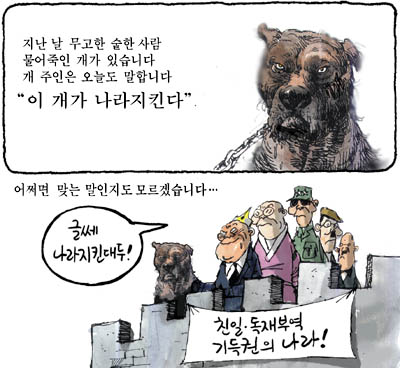 지난 날 무고한 숱한 사람
물어죽인 개가 있습니다
개 주인은 오늘도 말합니다
“이 개가 나라지킨다”.
어쩌면 맞는 말인지도 모르겠습니다…
글쎄
나라지킨대두!
친일·독재부역
기득권의 나라!